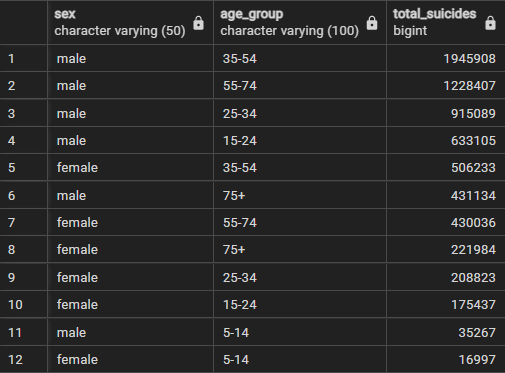 sex age_group total_suicides
character varying (50) character varying (100) bigint
1 male 35-54 1945908
2 male 55-74 1228407
3 male 25-34 915089
4 male 15-24 633105
5 female 35-54 506233
6 male 75+ 431134
7 female 55-74 430036
8 female 75+ 221984
9 female 25-34 208823
10 female 15-24 175437
11 male 5-14 35267
12 female 5-14 16997